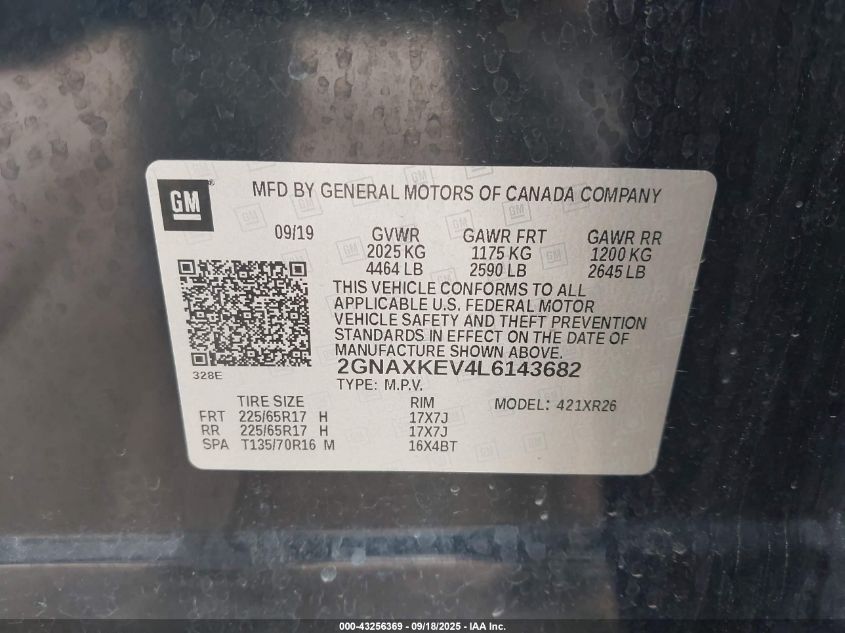 GM
MFD BY GENERAL MOTORS OF CANADA COMPANY
09/19 GVWR GAWR FRT GAWR RR
2025 KG 1175 KG 1200 KG
4464 LB 2590 LB 2645 LB
THIS VEHICLE CONFORMS TO ALL
APPLICABLE U.S. FEDERAL MOTOR
VEHICLE SAFETY AND THEFT PREVENTION
STANDARDS IN EFFECT ON THE DATE OF
MANUFACTURE SHOWN ABOVE.
2GNAXKEV4L6143682
328E
TYPE: M.P.V.
TIRE SIZE RIM MODEL: 421XR26
FRT 225/65R17 H 17X7J
RR 225/65R17 H 17X7J
SPA T135/70R16 M 16X4BT
000-43256369 - 09/18/2025 - IAA Inc.